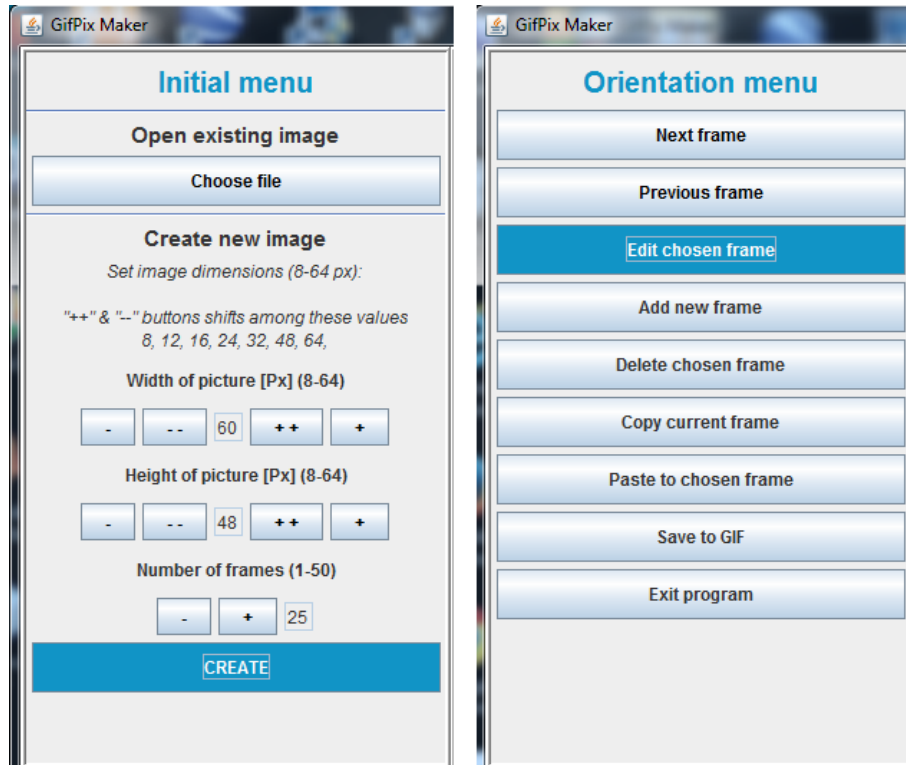 GifPix Maker
Initial menu
Open existing image
Choose file
Create new image
Set image dimensions (8-64 px):
"++" & "--" buttons shifts among these values
8, 12, 16, 24, 32, 48, 64,
Width of picture [Px] (8-64)
- -- 60 ++ +
Height of picture [Px] (8-64)
- -- 48 ++ +
Number of frames (1-50)
- + 25
CREATE
GifPix Maker
Orientation menu
Next frame
Previous frame
Edit chosen frame
Add new frame
Delete chosen frame
Copy current frame
Paste to chosen frame
Save to GIF
Exit program